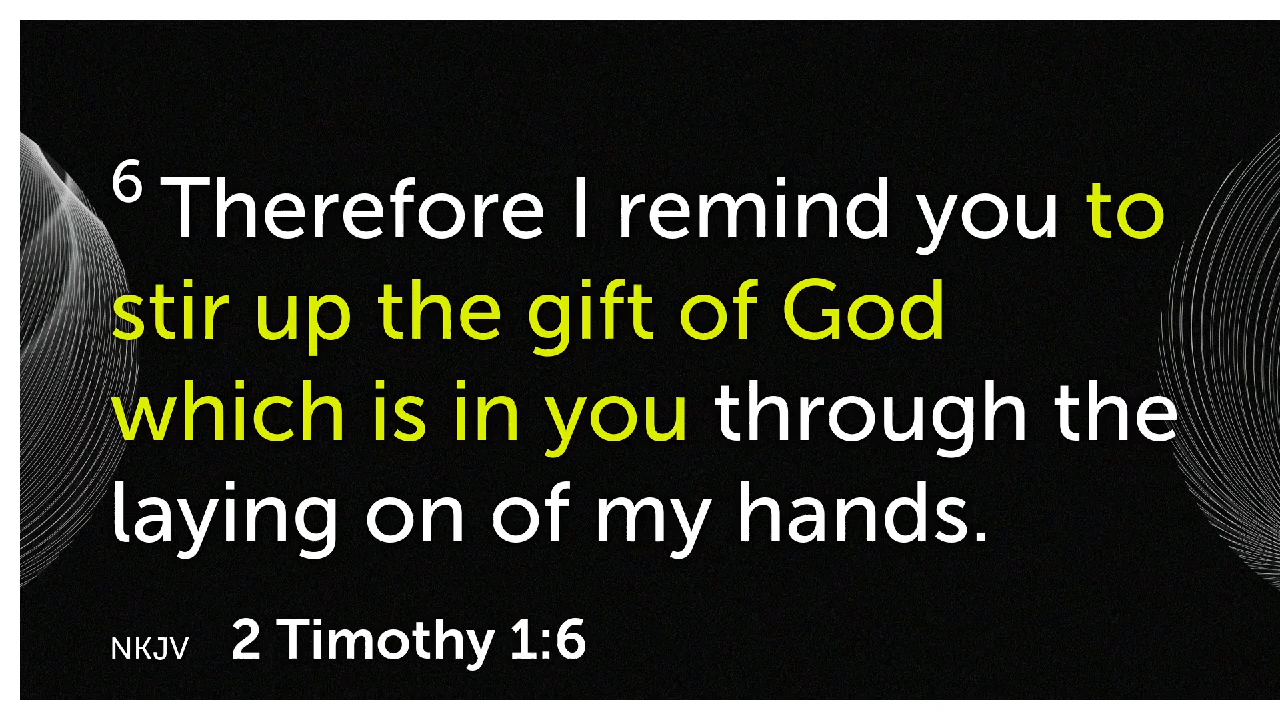 6 Therefore I remind you to
stir up the gift of God
which is in you through the
laying on of my hands.
NKJV 2 Timothy 1:6